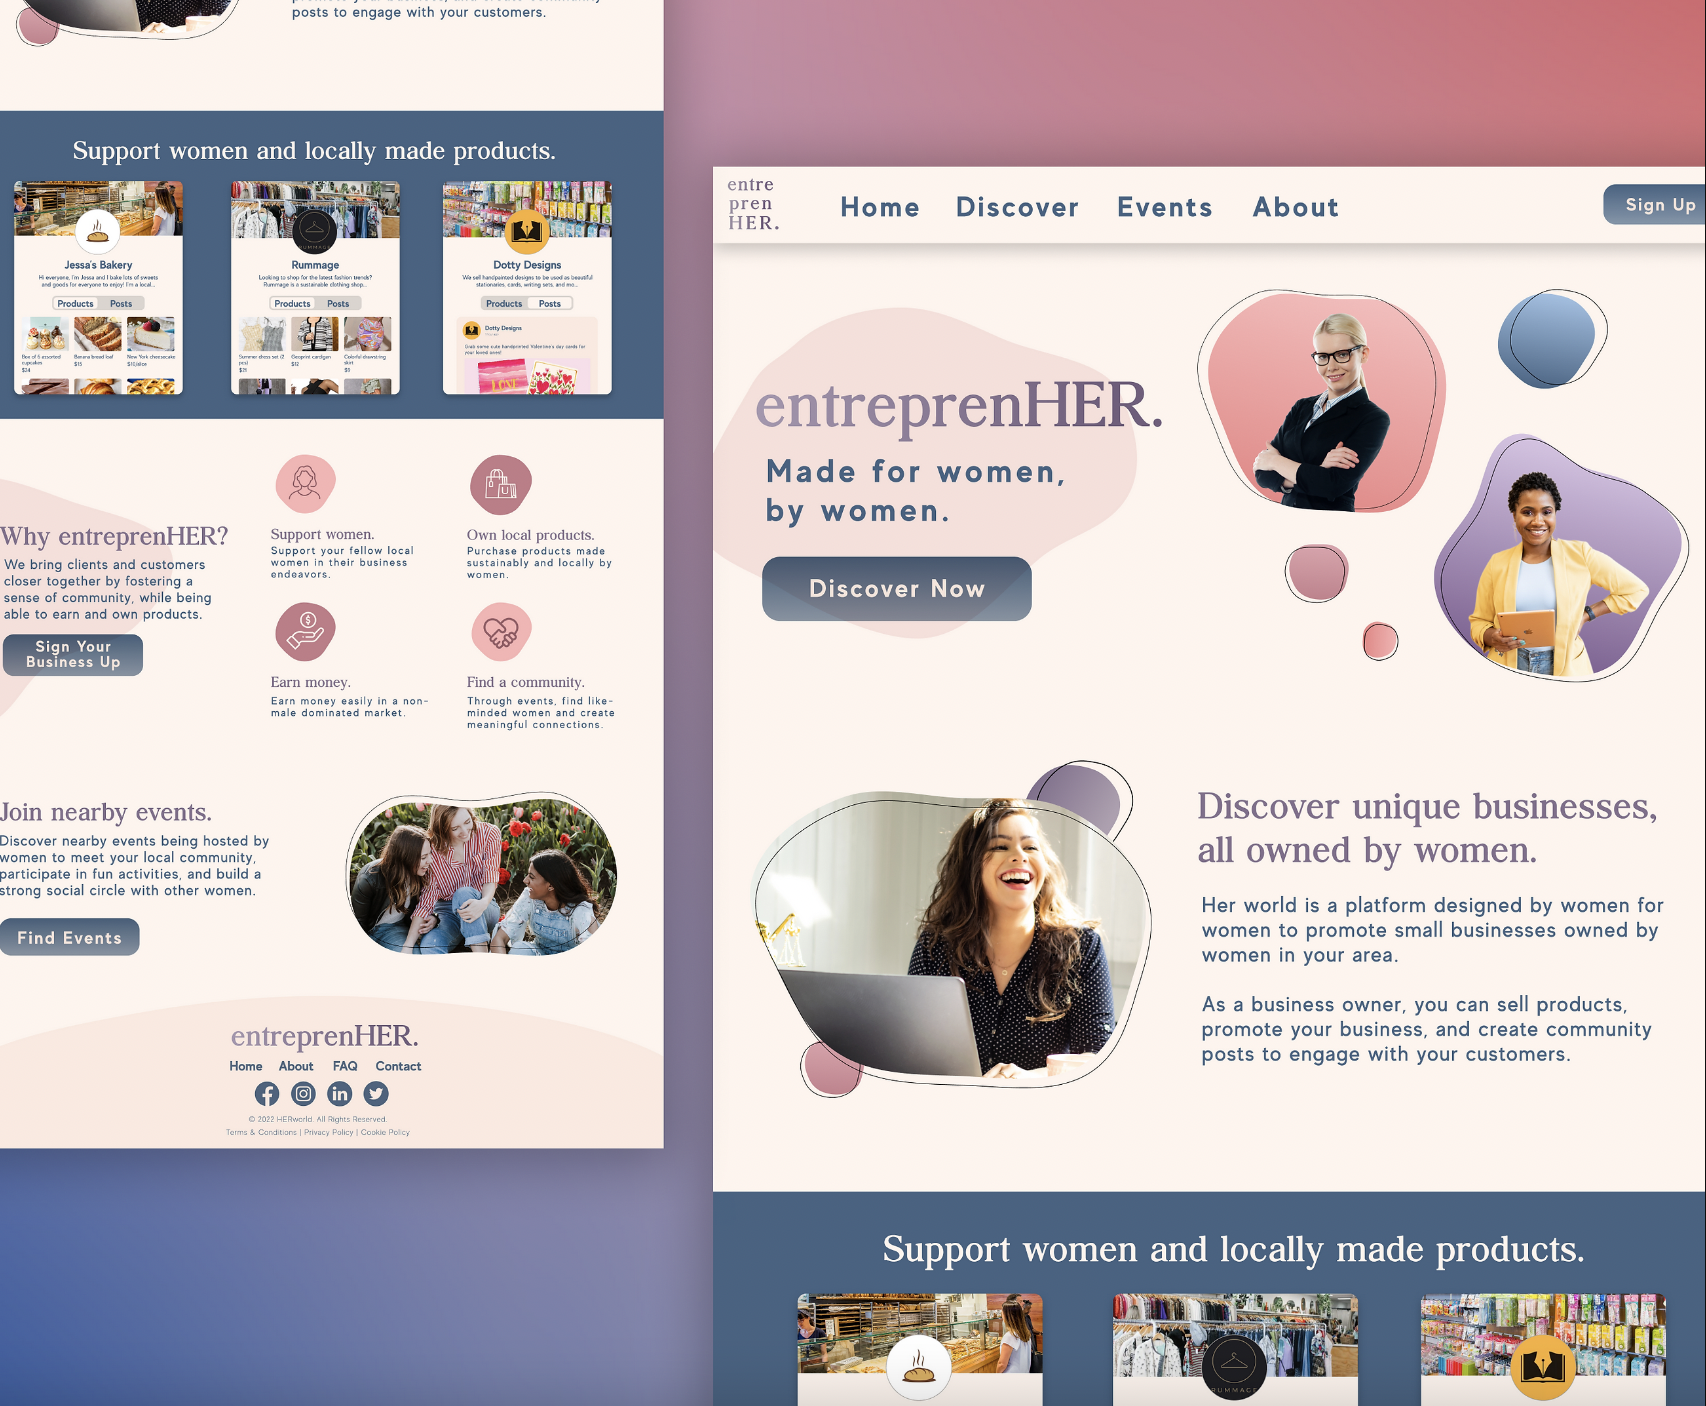 promote your business, and create community
posts to engage with your customers.
Support women and locally made products.
Jessa's Bakery
Hi everyone, I'm Jessa and I bake lots of sweets
and goods for everyone to enjoy! I'm a local...
Products Posts
Box of 6 assorted
cupcakes
$24
Banana bread loaf
$15
New York cheesecake
$10/slice
RUMMAGE
Rummage
Looking to shop for the latest fashion trends?
Rummage is a sustainable clothing shop...
Products Posts
Summer dress set (2
pcs)
$21
Geoprint cardigan
$12
Colorful drawstring
skirt
Dotty Designs
We sell handpainted designs to be used as beautiful
stationaries, cards, writing sets, and mo...
Products Posts
Dotty Designs
Grab some cute handprinted Valentine's day cards for
your loved ones!
LOVE
Why entreprenHER?
We bring clients and customers
closer together by fostering a
sense of community, while being
able to earn and own products.
Sign Your
Business Up
Support women.
Support your fellow local
women in their business
endeavors.
Own local products.
Purchase products made
sustainably and locally by
women.
Earn money.
Earn money easily in a non-
male dominated market.
Find a community.
Through events, find like-
minded women and create
meaningful connections.
Join nearby events.
Discover nearby events being hosted by
women to meet your local community,
participate in fun activities, and build a
strong social circle with other women.
Find Events
entreprenHER.
Home About FAQ Contact
© 2022 HERworld. All Rights Reserved.
Terms & Conditions | Privacy Policy | Cookie Policy
entre
pren
HER.
Home Discover Events About
Sign Up
entreprenHER.
Made for women,
by women.
Discover Now
Discover unique businesses,
all owned by women.
Her world is a platform designed by women for
women to promote small businesses owned by
women in your area.
As a business owner, you can sell products,
promote your business, and create community
posts to engage with your customers.
Support women and locally made products.
RUMMAGE